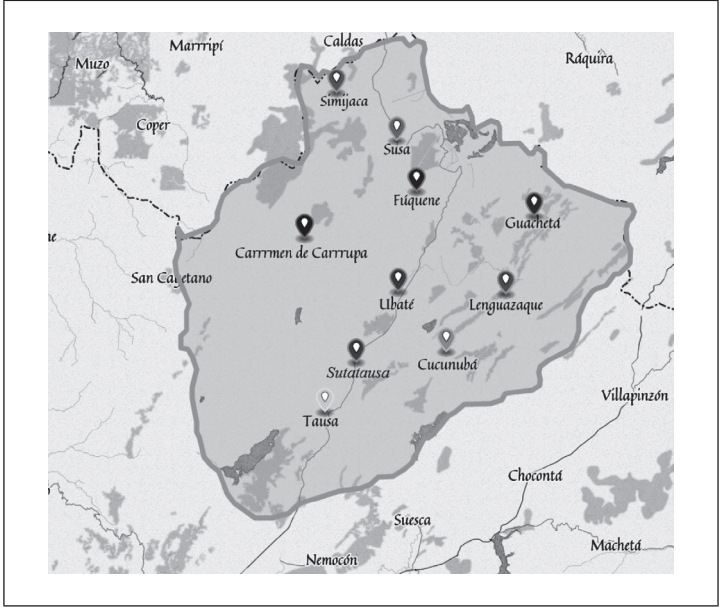 Caldas
Marrripí
Muzo
Ráquira
Simijaca
Coper
Susa
Fúquene
Guachetá
Carrrmen de Carrrupa
San Cayetano
Ubaté
Lenguazaque
Cucunubá
Sutatausa
Villapinzón
Tausa
Chocontá
Suesca
Machetá
Nemocón